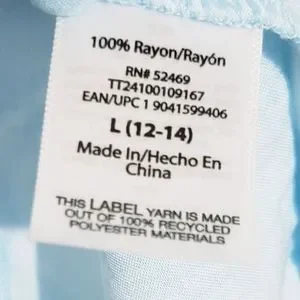 100% Rayon/Rayón
RN# 52469
TT24100109167
EAN/UPC 1 9041599406
L (12-14)
Made In/Hecho En
China
THIS LABEL YARN IS MADE
OUT OF 100% RECYCLED
POLYESTER MATERIALS